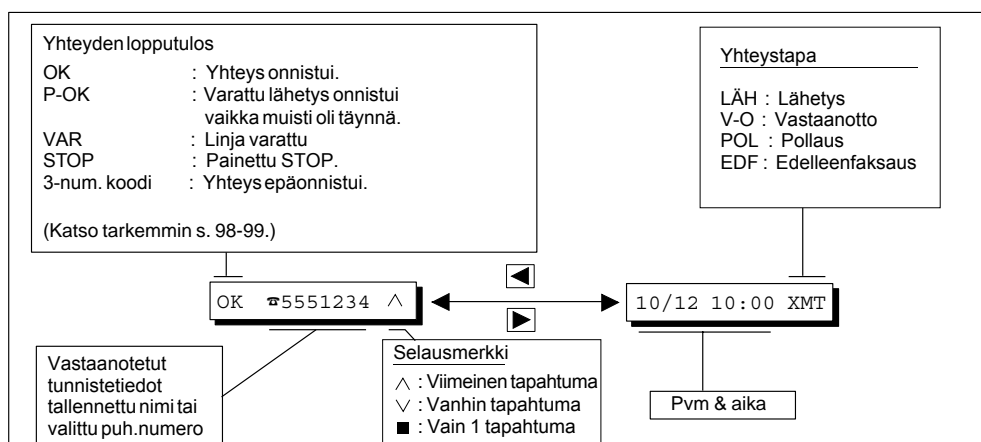 Yhteyden lopputulos
OK : Yhteys onnistui.
P-OK : Varattu lähetys onnistui
vaikka muisti oli täynnä.
VAR : Linja varattu
STOP : Painettu STOP.
3-num. koodi : Yhteys epäonnistui.
(Katso tarkemmin s. 98-99.)
Yhteystapa
LÄH : Lähetys
V-O : Vastaanotto
POL : Pollaus
EDF : Edelleenfaksaus
OK ☎5551234 ∧
◀
▶
10/12 10:00 XMT
Vastaanotetut
tunnistetiedot
tallennettu nimi tai
valittu puh.numero
Selausmerkki
∧ : Viimeinen tapahtuma
∨ : Vanhin tapahtuma
■ : Vain 1 tapahtuma
Pvm & aika